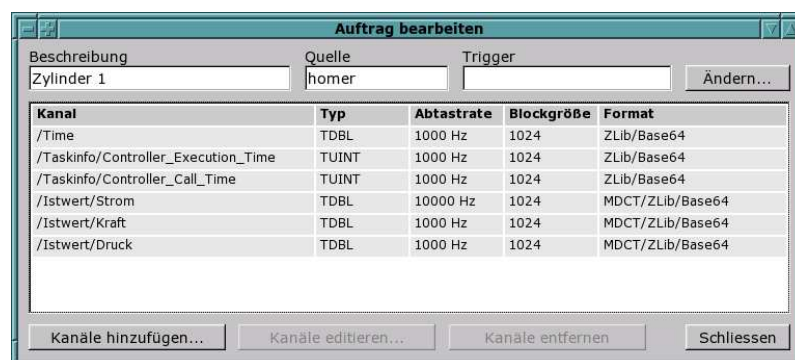 Auftrag bearbeiten
Beschreibung Quelle Trigger
Zylinder 1 homer Ändern...
Kanal Typ Abtastrate Blockgröße Format
/Time TDBL 1000 Hz 1024 ZLib/Base64
/Taskinfo/Controller_Execution_Time TUINT 1000 Hz 1024 ZLib/Base64
/Taskinfo/Controller_Call_Time TUINT 1000 Hz 1024 ZLib/Base64
/Istwert/Strom TDBL 10000 Hz 1024 MDCT/ZLib/Base64
/Istwert/Kraft TDBL 1000 Hz 1024 MDCT/ZLib/Base64
/Istwert/Druck TDBL 1000 Hz 1024 MDCT/ZLib/Base64
Kanäle hinzufügen... Kanäle editieren... Kanäle entfernen Schliessen